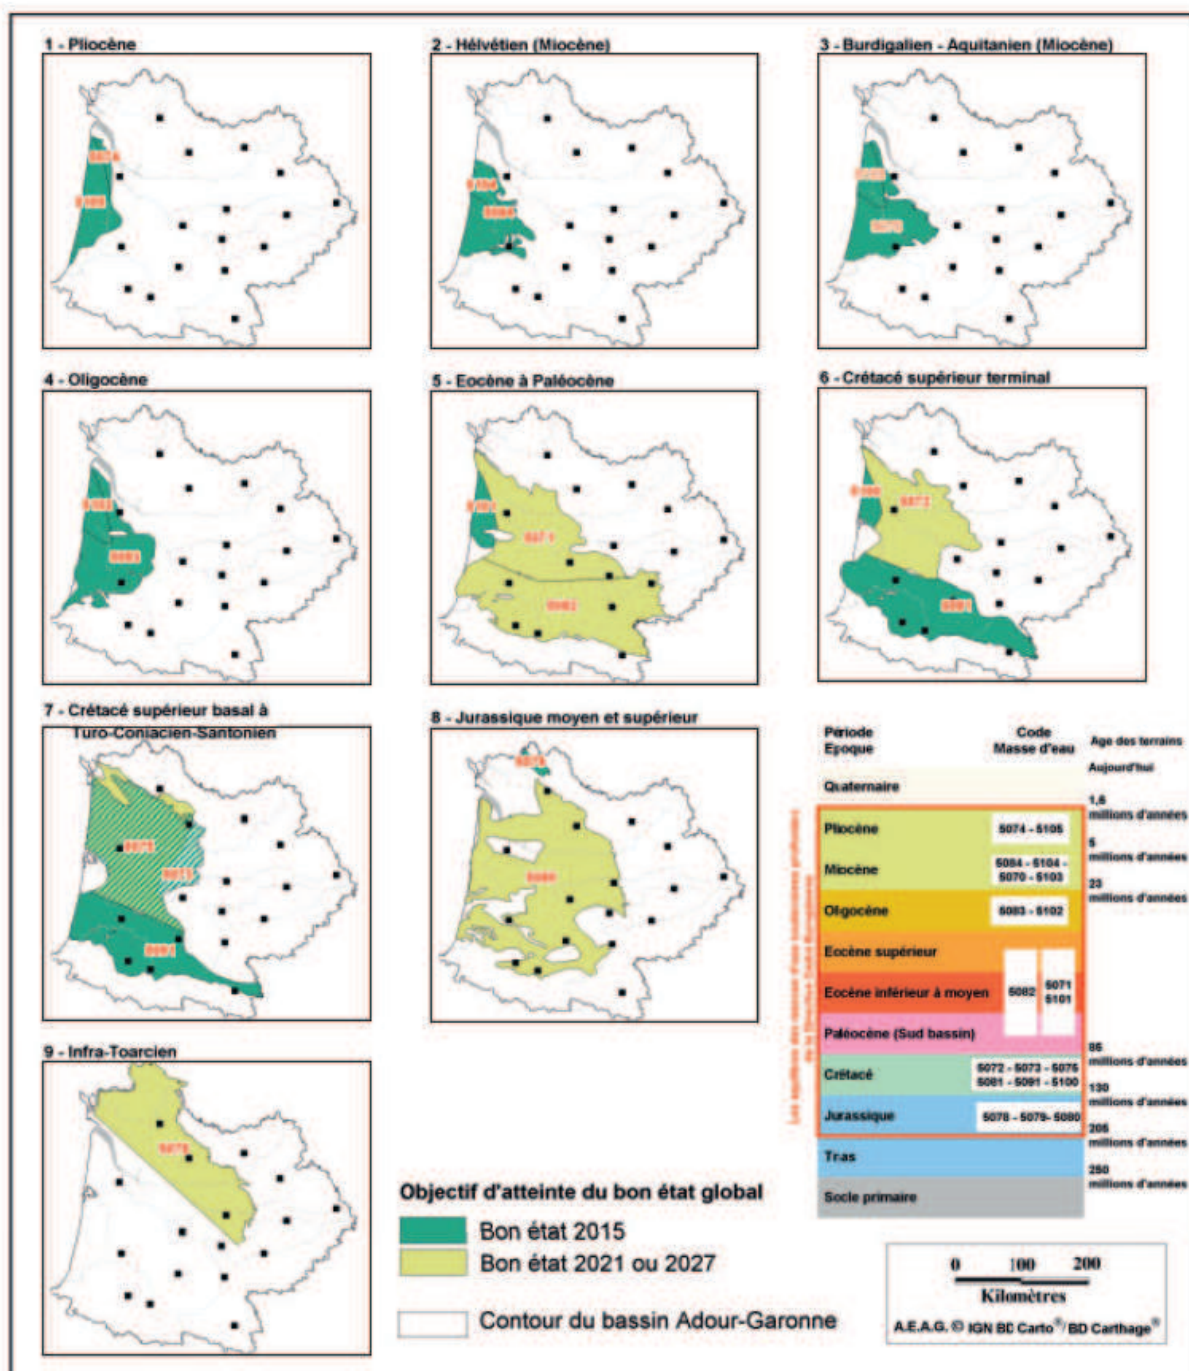 1 - Pliocène
2 - Hélvétien (Miocène)
3 - Burdigalien - Aquitanien (Miocène)
4 - Oligocène
5 - Eocène à Paléocène
6 - Crétacé supérieur terminal
7 - Crétacé supérieur basal à
Turo-Coniacien-Santonien
8 - Jurassique moyen et supérieur
9 - Infra-Toarcien
Période
Epoque
Code
Masse d'eau
Age des terrains
Aujourd'hui
Quaternaire
1,6
millions d'années
Pliocène
5074 - 5105
5
millions d'années
Miocène
5084 - 5104 -
5070 - 5103
23
millions d'années
Oligocène
5083 - 5102
Eocène supérieur
Eocène inférieur à moyen
5082
5071
5101
Paléocène (Sud bassin)
65
millions d'années
Crétacé
5072 - 5073 - 5075
5081 - 5091 - 5100
130
millions d'années
Jurassique
5078 - 5079- 5080
205
millions d'années
Trias
250
millions d'années
Socle primaire
Objectif d'atteinte du bon état global
Bon état 2015
Bon état 2021 ou 2027
Contour du bassin Adour-Garonne
0 100 200
Kilomètres
A.E.A.G. © IGN BD Carto®/ BD Carthage®